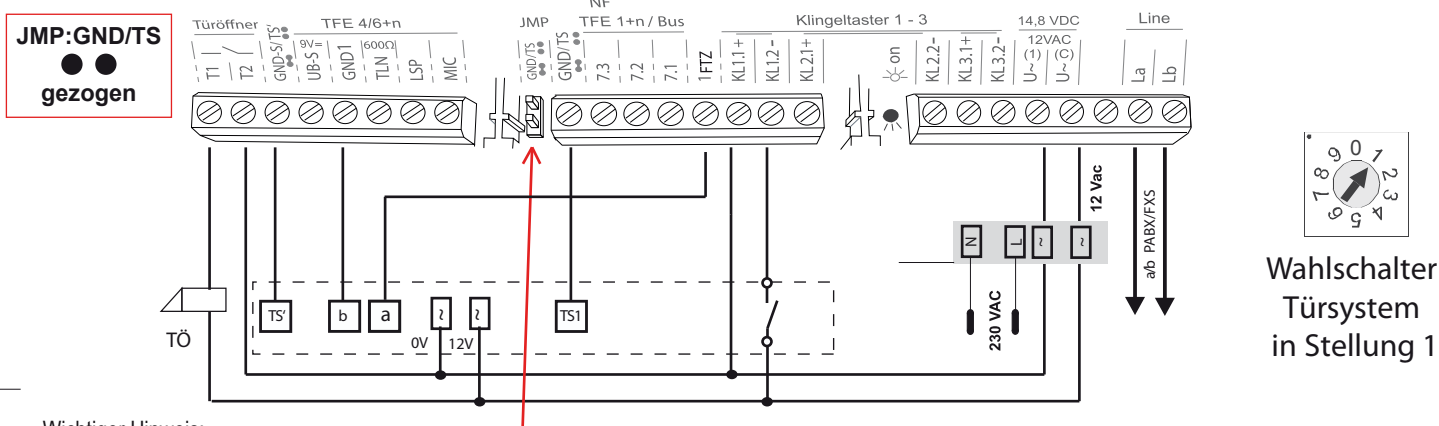 JMP:GND/TS
gezogen
NF
Türöffner
TFE 4/6+n
JMP
TFE 1+n / Bus
Klingeltaster 1 - 3
14,8 VDC
12VAC
Line
T1
T2
GND-S/TS'
9V=
UB-S
GND1
600Ω
TLN
LSP
MIC
GND/TS
GND/TS
7.3
7.2
7.1
1FTZ
KL1.1+
KL1.2-
KL2.1+
on
KL2.2-
KL3.1+
KL3.2-
(1)
U~
(C)
U~
La
Lb
0 1 2 3 4 5 6 7 8 9
Wahlschalter
Türsystem
in Stellung 1
12 Vac
a/b PABX/FXS
N
L
~
~
230 VAC
TÖ
TS'
b
a
~
~
0V
12V
TS1
Wichtiger Hinweis: